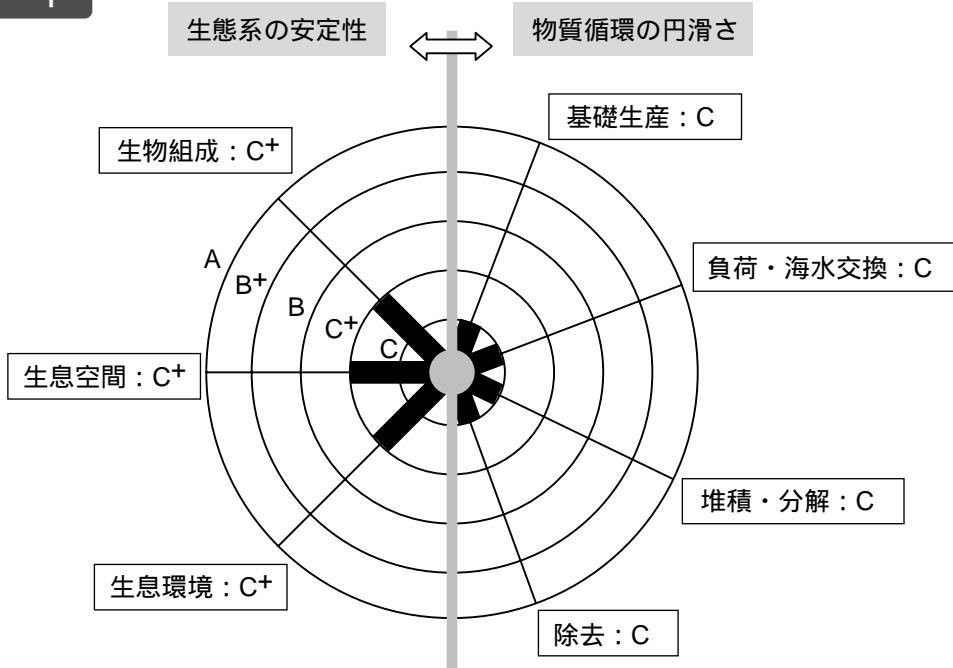 生態系の安定性
物質循環の円滑さ
基礎生産：C
生物組成：C⁺
A
B⁺
B
C⁺
C
負荷・海水交換：C
生息空間：C⁺
堆積・分解：C
生息環境：C⁺
除去：C